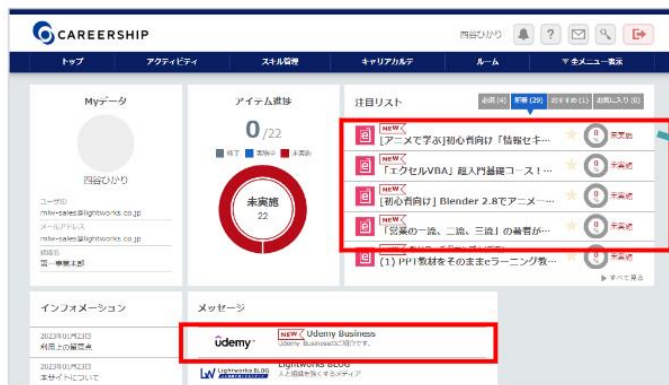 CAREERSHIP
四谷ひかり
トップ
アクティビティ
スキル管理
キャリアカルテ
ルーム
▼全メニュー表示
Myデータ
四谷ひかり
ユーザID
mlw-sales@lightworks.co.jp
メールアドレス
mlw-sales@lightworks.co.jp
組織名
第一事業本部
アイテム進捗
0/22
終了 実施中 未実施
未実施
22
注目リスト
必須(4) 新着(29) おすすめ(1) お気に入り(0)
NEW
[アニメで学ぶ]初心者向け「情報セキ…
0
%
未実施
NEW
「エクセルVBA」超入門基礎コース！…
0
%
未実施
NEW
[初心者向け] Blender 2.8でアニメー…
0
%
未実施
NEW
「営業の一流、二流、三流」の著者が…
0
%
未実施
(1) PPT教材をそのままeラーニング教…
0
%
未実施
▶すべて見る
インフォメーション
2023年01月23日
利用上の留意点
2023年01月23日
本サイトについて
メッセージ
ûdemy
NEW
Udemy Business
Udemy Businessのご紹介です。
LW Lightworks BLOG
Lightworks BLOG
人と組織を強くするメディア